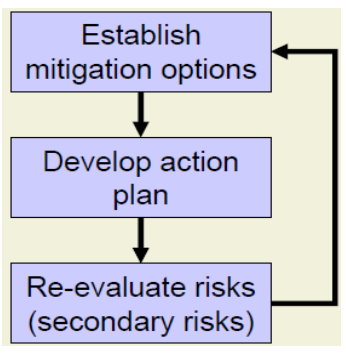 Establish
mitigation options
Develop action
plan
Re-evaluate risks
(secondary risks)